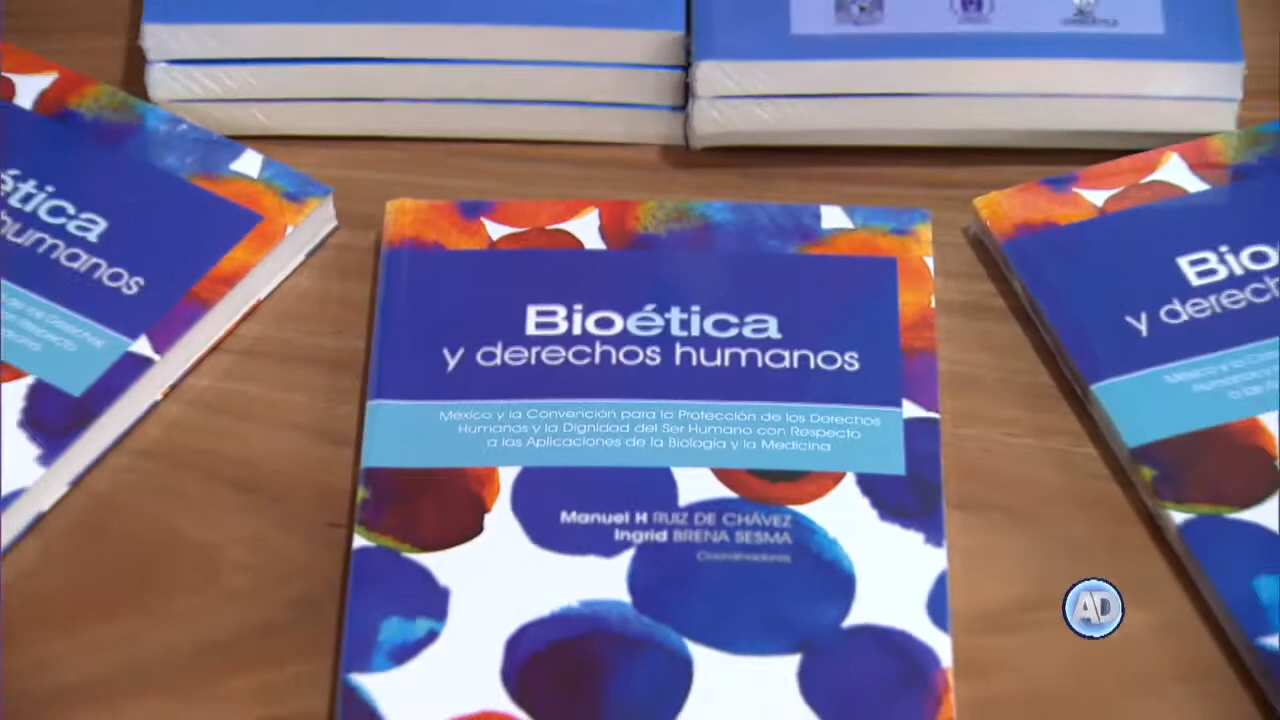 Bioética
y derechos humanos
México y la Convención para la Protección de los Derechos
Humanos y la Dignidad del Ser Humano con Respecto
a las Aplicaciones de la Biología y la Medicina
Manuel H RUIZ DE CHÁVEZ
Ingrid BRENA SESMA
Coordinadores
ética
humanos
Bio
y derech
AD